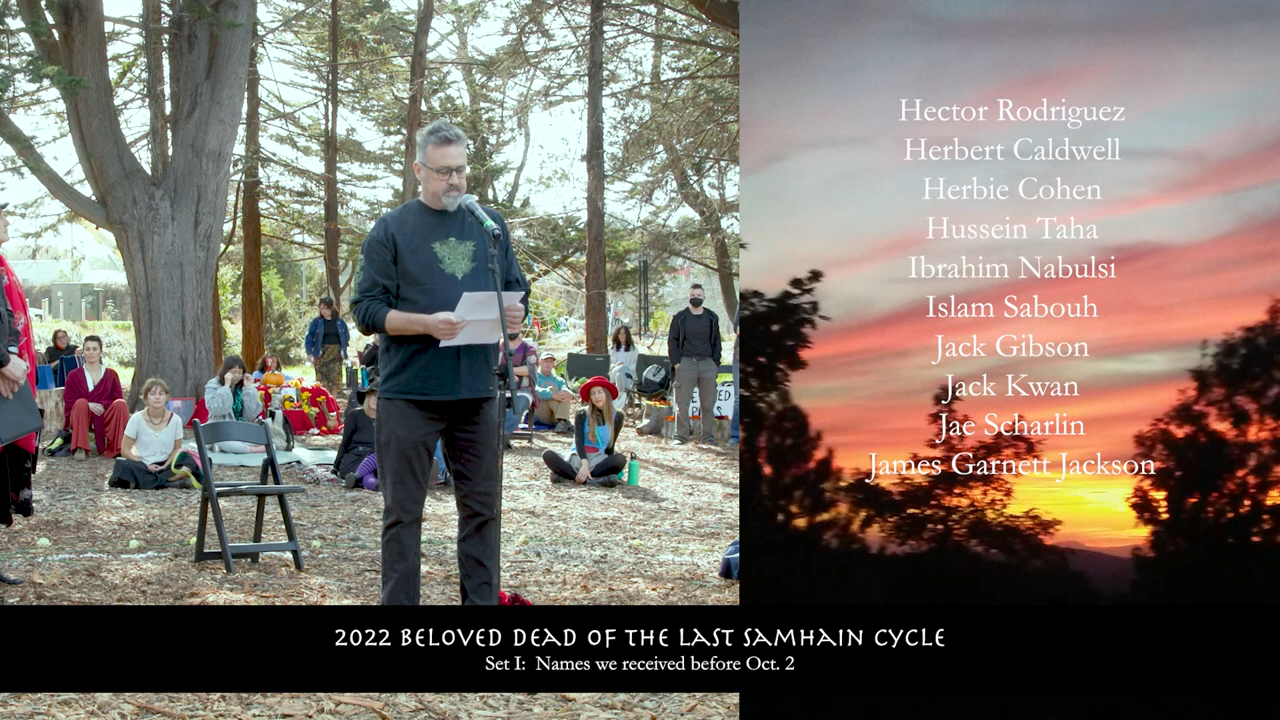 Hector Rodriguez
Herbert Caldwell
Herbie Cohen
Hussein Taha
Ibrahim Nabulsi
Islam Sabouh
Jack Gibson
Jack Kwan
Jae Scharlin
James Garnett Jackson
2022 BELOVED DEAD OF THE LAST SAMHAIN CYCLE
Set I: Names we received before Oct. 2